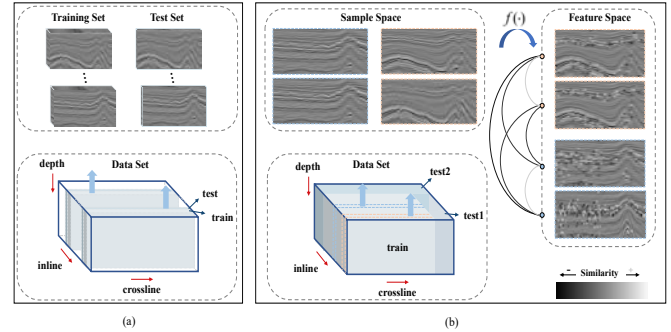 Training Set
Test Set
Data Set
depth
test
train
inline
crossline
(a)
Sample Space
f(·)
Feature Space
Data Set
depth
test2
test1
train
inline
crossline
- Similarity +
(b)